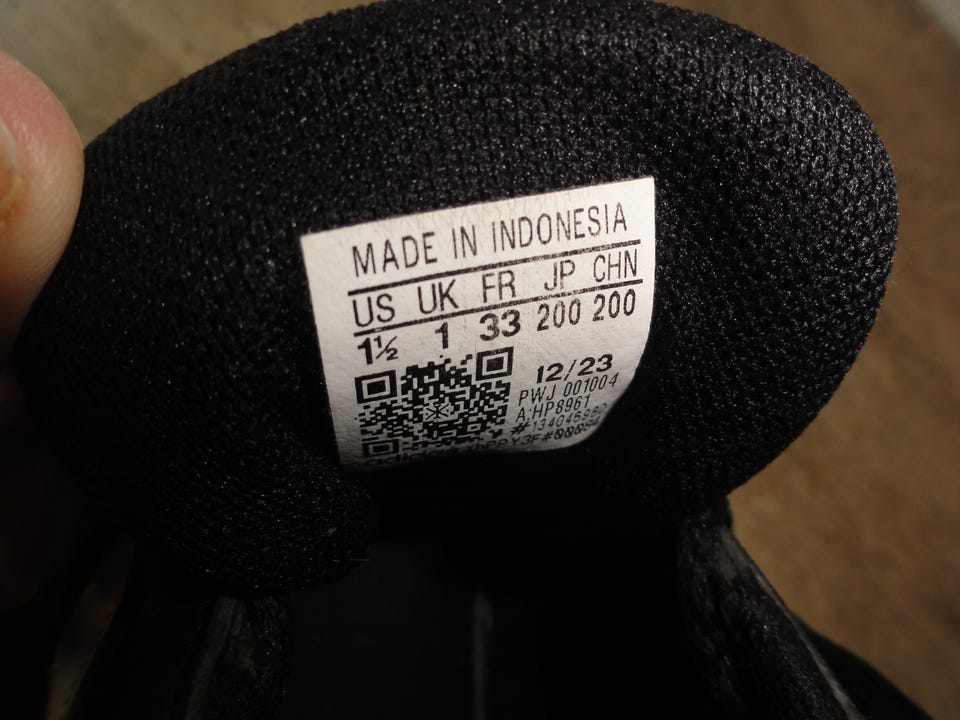 MADE IN INDONESIA
US UK FR JP CHN
1½ 1 33 200 200
12/23
PWJ 001004
A:HP8961
adidas